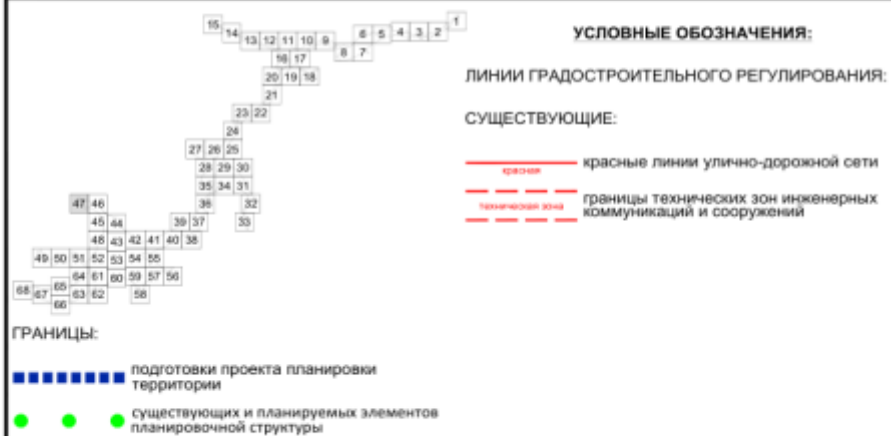 15
14 13 12 11 10 9 8 7 6 5 4 3 2 1
16 17
20 19 18
21
23 22
24
27 26 25
28 29 30
35 34 31
36 32
47 46
45 44 39 37 33
48 43 42 41 40 38
49 50 51 52 53 54 55
64 61 60 59 57 56
68 67 65 63 62 58
66
УСЛОВНЫЕ ОБОЗНАЧЕНИЯ:
ЛИНИИ ГРАДОСТРОИТЕЛЬНОГО РЕГУЛИРОВАНИЯ:
СУЩЕСТВУЮЩИЕ:
красная
красные линии улично-дорожной сети
техническая зона
границы технических зон инженерных
коммуникаций и сооружений
ГРАНИЦЫ:
подготовки проекта планировки
территории
существующих и планируемых элементов
планировочной структуры